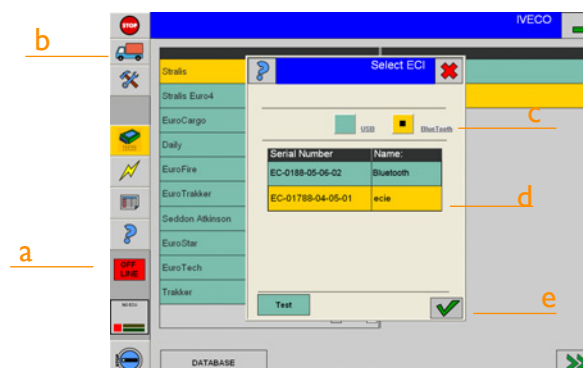 IVECO
b
STOP
Select ECI
Stralis
Stralis Euro4
EuroCargo
USB
BlueTooth
c
Daily
Serial Number Name:
EuroFire
EC-0188-05-06-02 Bluetooth
EuroTrakker
EC-01788-04-05-01 ecie
d
Seddon Atkinson
EuroStar
a
OFF
LINE
EuroTech
Trakker
Test
e
NO ECU
DATABASE